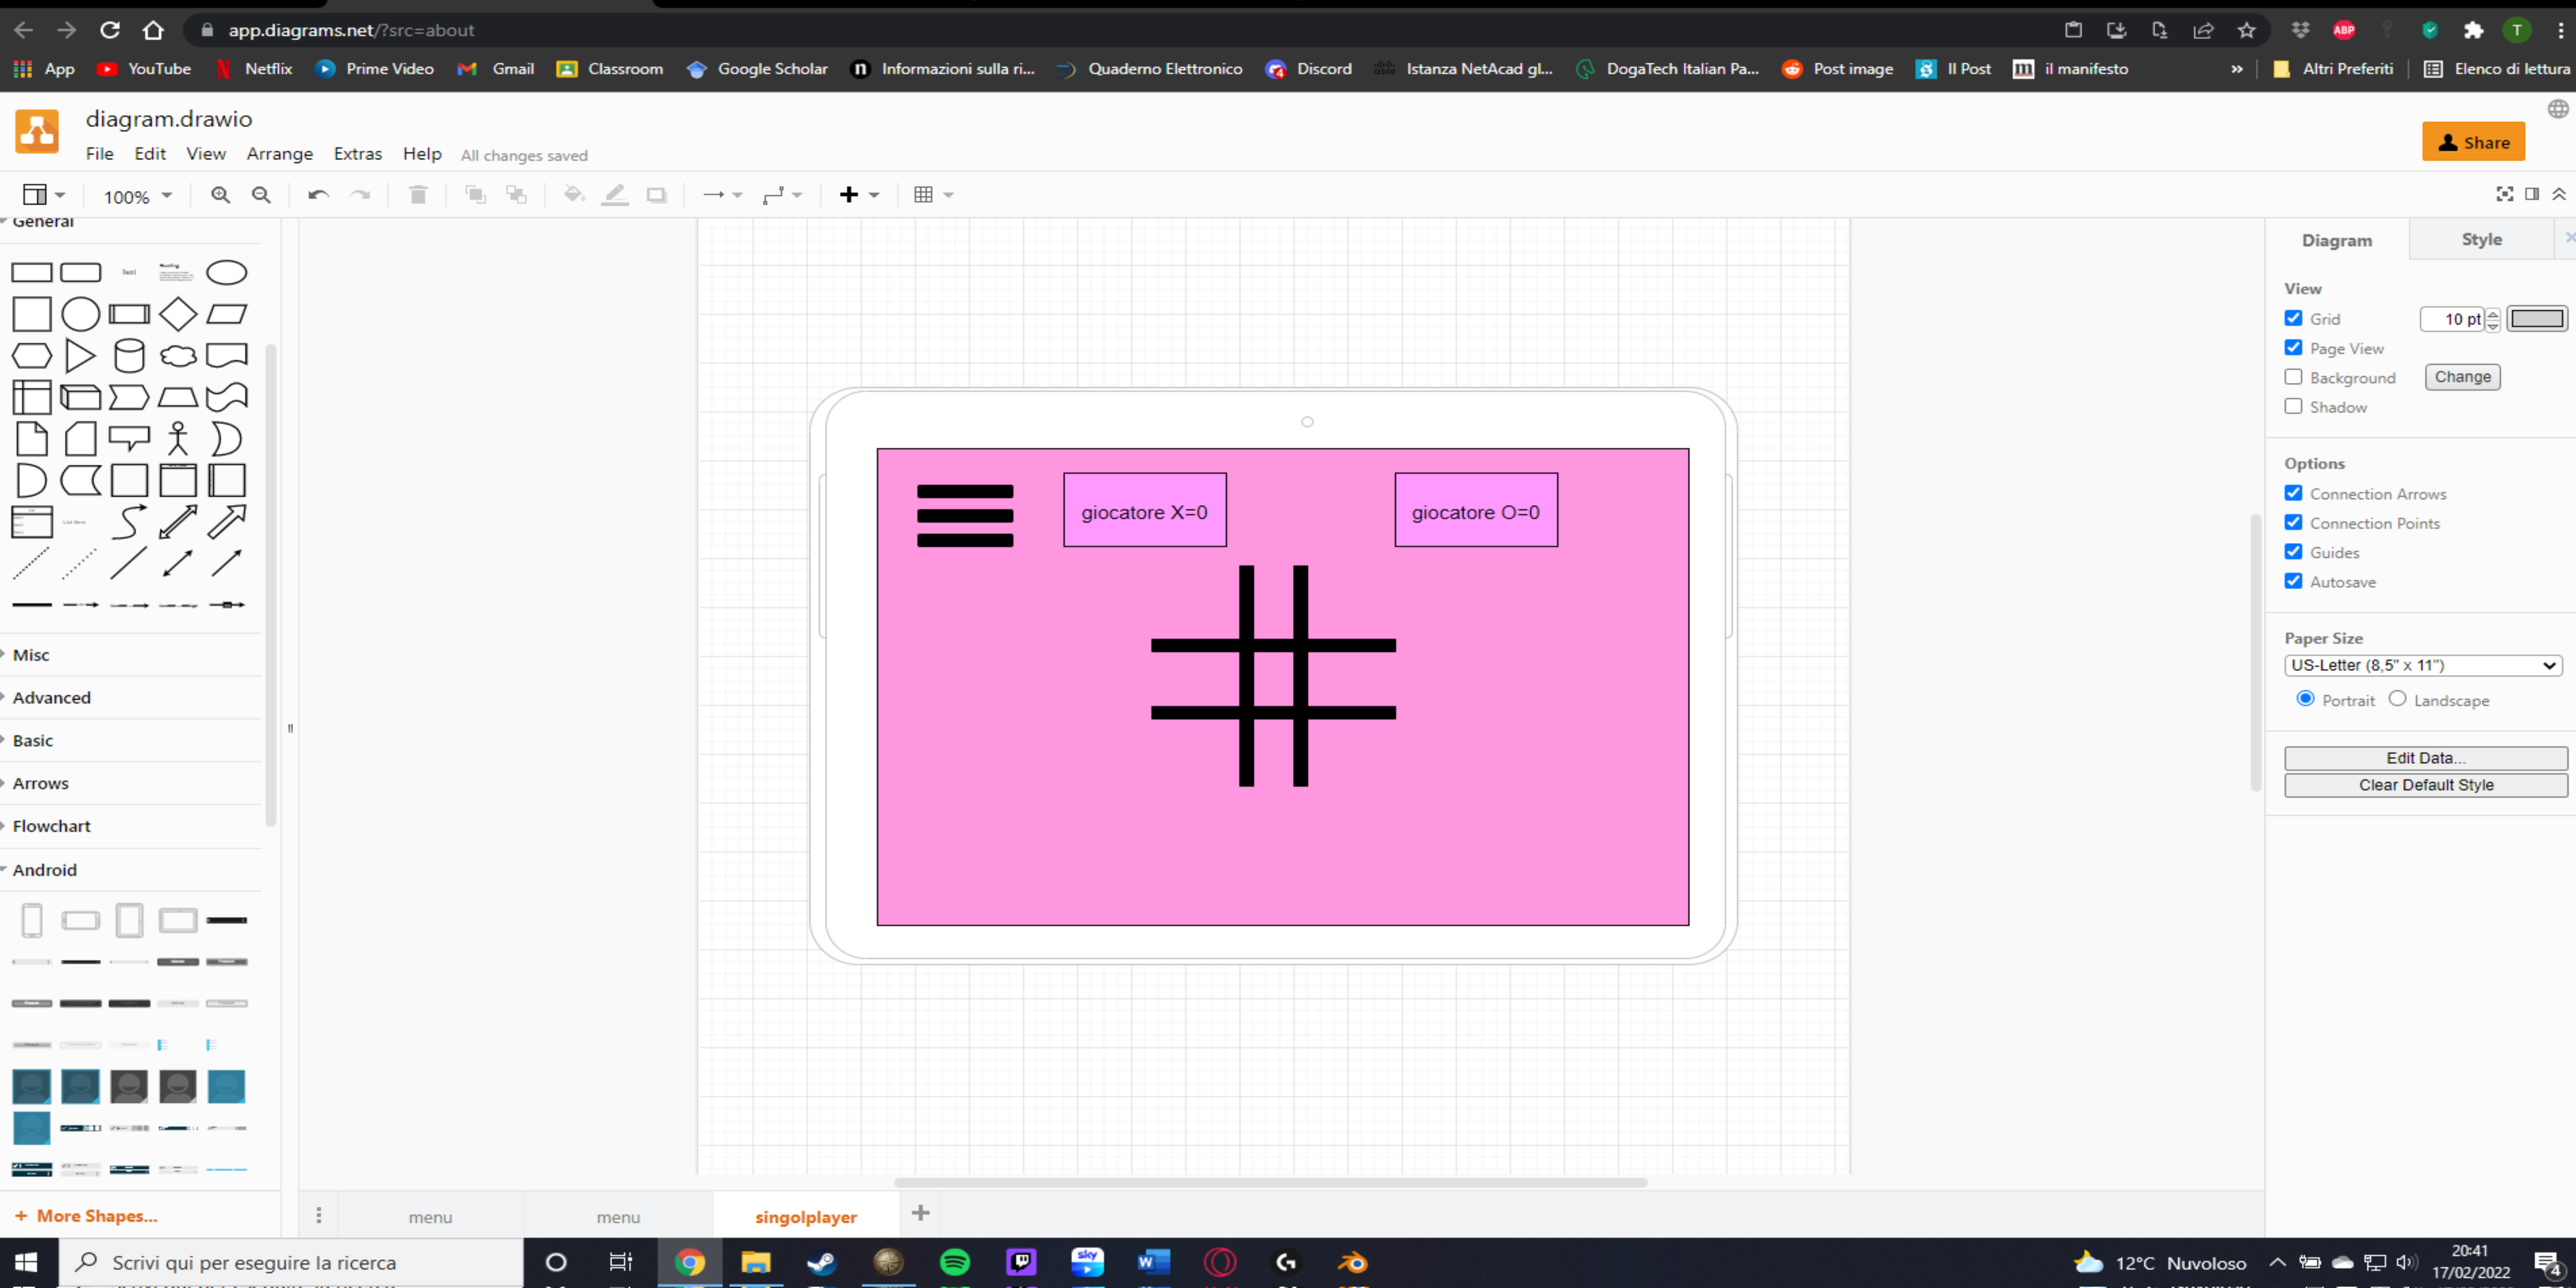 app.diagrams.net/?src=about
ABP
T
App YouTube Netflix Prime Video Gmail Classroom Google Scholar Informazioni sulla ri... Quaderno Elettronico Discord Istanza NetAcad gl... DogaTech Italian Pa... Post image Il Post il manifesto » Altri Preferiti Elenco di lettura
diagram.drawio
File Edit View Arrange Extras Help All changes saved
Share
100%
General
Text
Heading
Misc
Advanced
Basic
Arrows
Flowchart
Android
+ More Shapes...
giocatore X=0
giocatore O=0
menu menu singolplayer
Diagram Style
View
Grid 10 pt
Page View
Background Change
Shadow
Options
Connection Arrows
Connection Points
Guides
Autosave
Paper Size
US-Letter (8,5" x 11")
Portrait Landscape
Edit Data...
Clear Default Style
Scrivi qui per eseguire la ricerca
sky
12°C Nuvoloso
20:41
17/02/2022
4